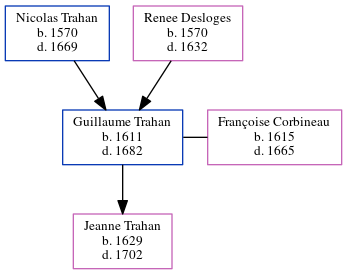 Nicolas Trahan
b. 1570
d. 1669
Renee Desloges
b. 1570
d. 1632
Guillaume Trahan
b. 1611
d. 1682
Françoise Corbineau
b. 1615
d. 1665
Jeanne Trahan
b. 1629
d. 1702